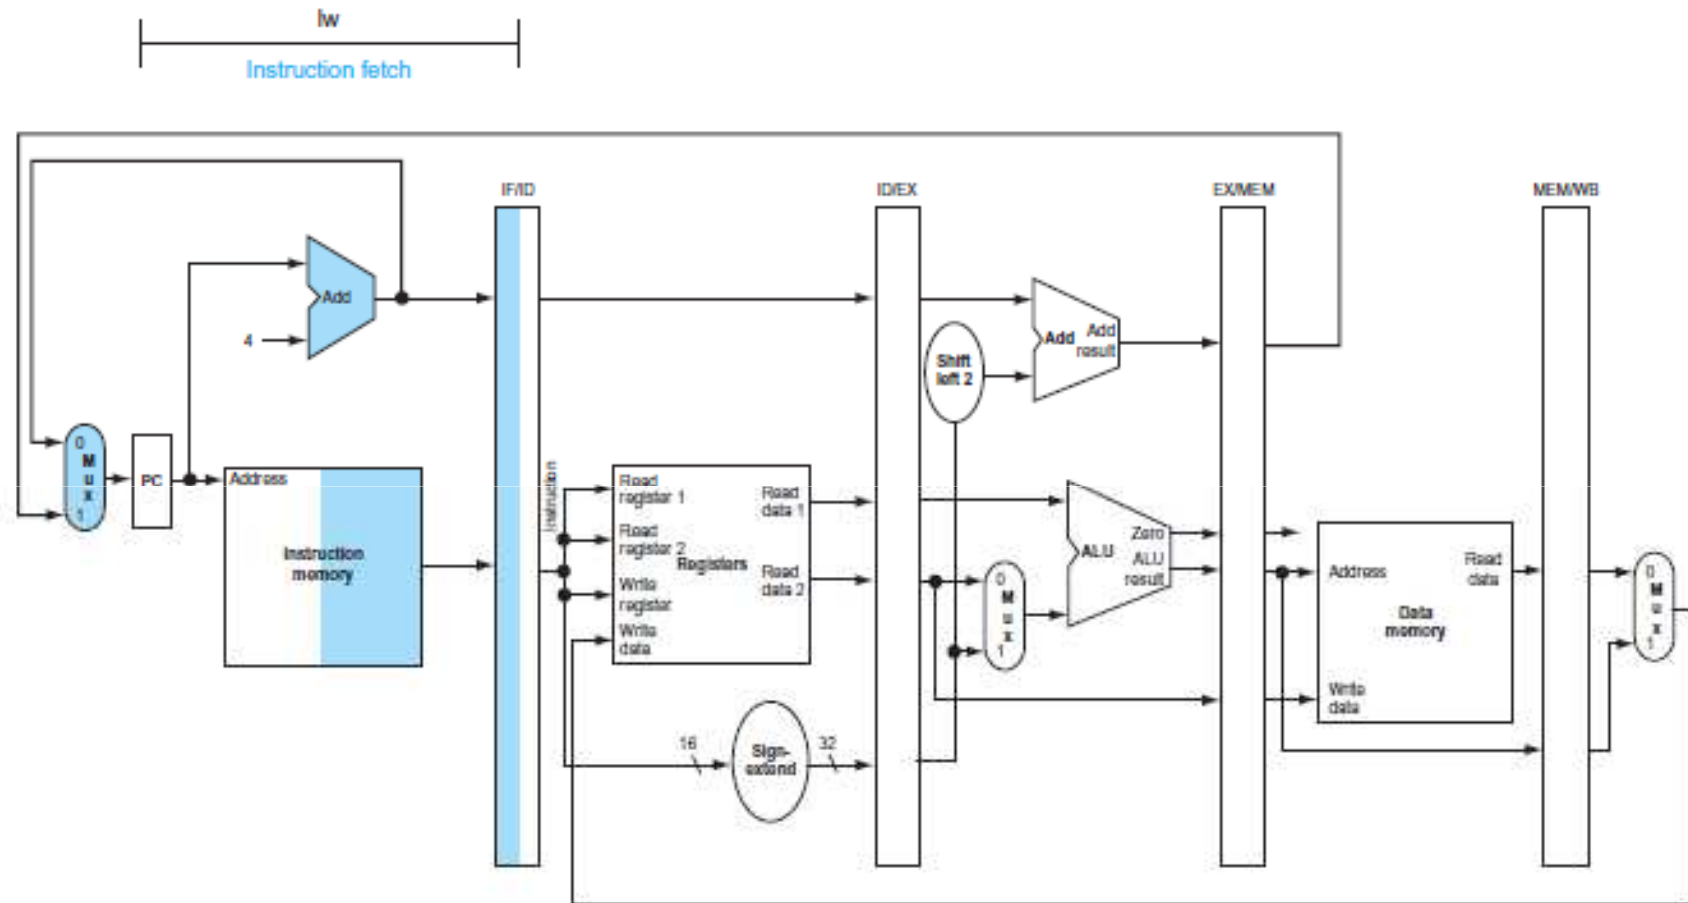 lw
Instruction fetch
IF/ID
ID/EX
EX/MEM
MEM/WB
Add
4
Shift
left 2
Add
Add
result
0
M
u
x
1
PC
Address
Instruction
memory
Instruction
Read
register 1
Read
register 2
Write
register
Write
data
Registers
Read
data 1
Read
data 2
16
Sign-
extend
32
0
M
u
x
1
ALU
Zero
ALU
result
Address
Read
data
Data
memory
Write
data
0
M
u
x
1